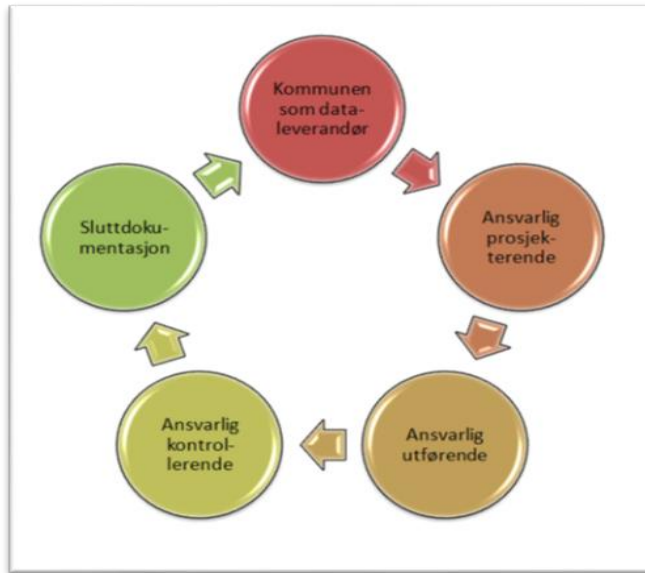 Kommunen
som data-
leverandør
Ansvarlig
prosjek-
terende
Ansvarlig
utførende
Ansvarlig
kontrol-
lerende
Sluttdoku-
mentasjon